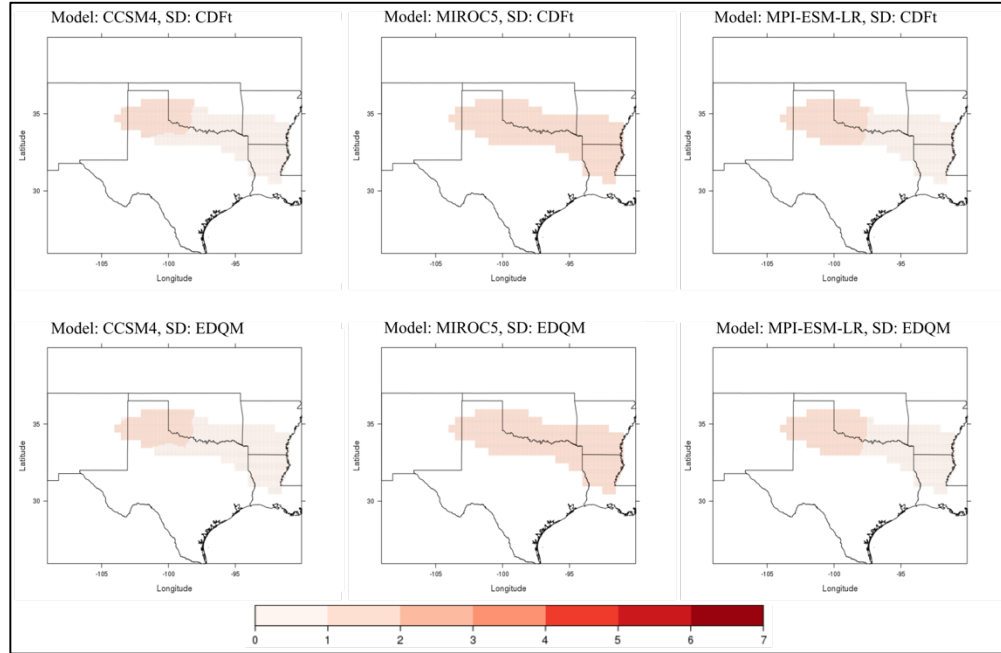 Model: CCSM4, SD: CDFt
Model: MIROC5, SD: CDFt
Model: MPI-ESM-LR, SD: CDFt
Latitude
35
30
-105
-100
-95
Longitude
Latitude
35
30
-105
-100
-95
Longitude
Latitude
35
30
-105
-100
-95
Longitude
Model: CCSM4, SD: EDQM
Model: MIROC5, SD: EDQM
Model: MPI-ESM-LR, SD: EDQM
Latitude
35
30
-105
-100
-95
Longitude
Latitude
35
30
-105
-100
-95
Longitude
Latitude
35
30
-105
-100
-95
Longitude
0 1 2 3 4 5 6 7